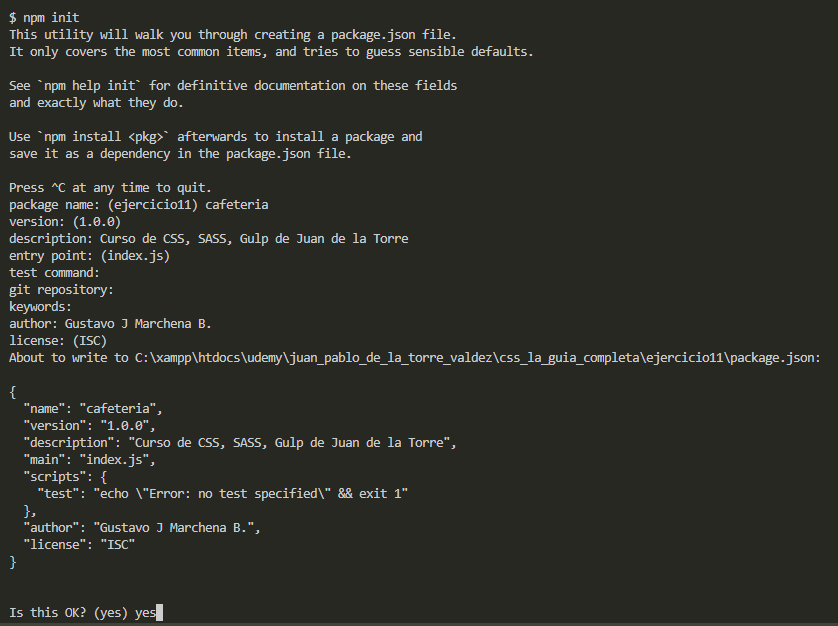 $ npm init
This utility will walk you through creating a package.json file.
It only covers the most common items, and tries to guess sensible defaults.
See `npm help init` for definitive documentation on these fields
and exactly what they do.
Use `npm install <pkg>` afterwards to install a package and
save it as a dependency in the package.json file.
Press ^C at any time to quit.
package name: (ejercicio11) cafeteria
version: (1.0.0)
description: Curso de CSS, SASS, Gulp de Juan de la Torre
entry point: (index.js)
test command:
git repository:
keywords:
author: Gustavo J Marchena B.
license: (ISC)
About to write to C:\xampp\htdocs\udemy\juan_pablo_de_la_torre_valdez\css_la_guia_completa\ejercicio11\package.json:
{
  "name": "cafeteria",
  "version": "1.0.0",
  "description": "Curso de CSS, SASS, Gulp de Juan de la Torre",
  "main": "index.js",
  "scripts": {
    "test": "echo \"Error: no test specified\" && exit 1"
  },
  "author": "Gustavo J Marchena B.",
  "license": "ISC"
}
Is this OK? (yes) yes